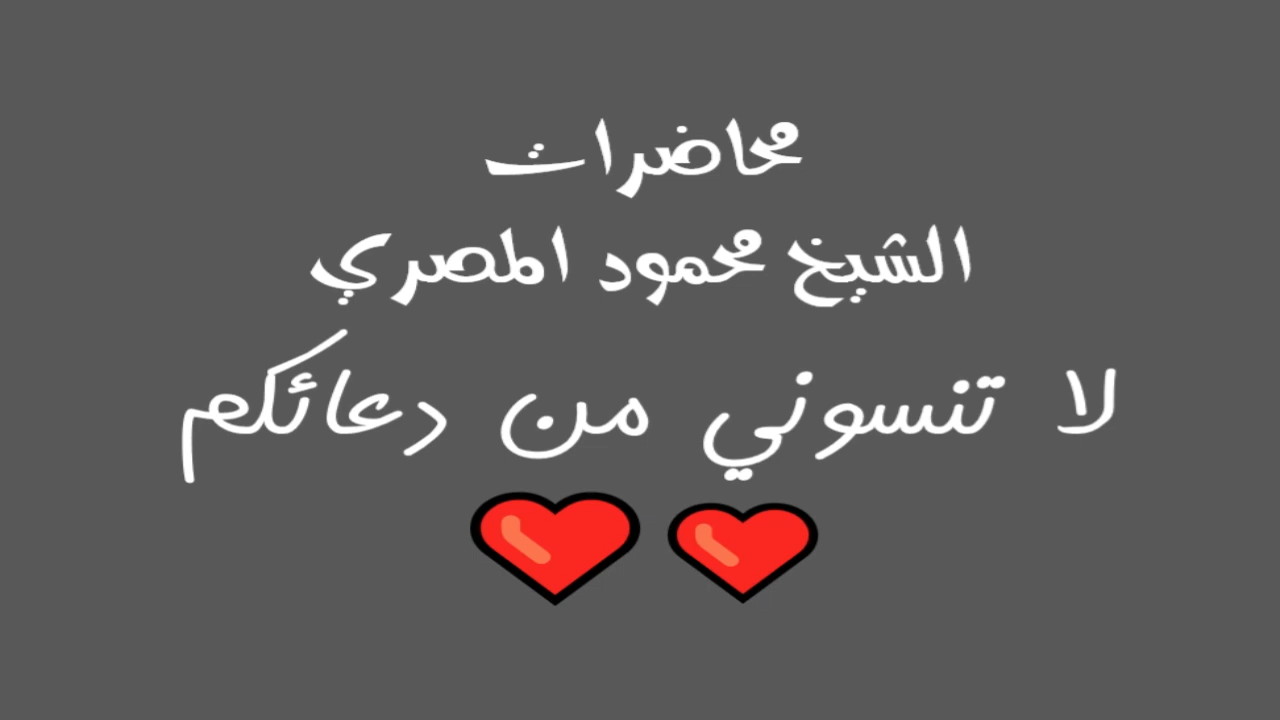 محاضرات
الشيخ محمود المصري
لا تنسوني من دعائكم